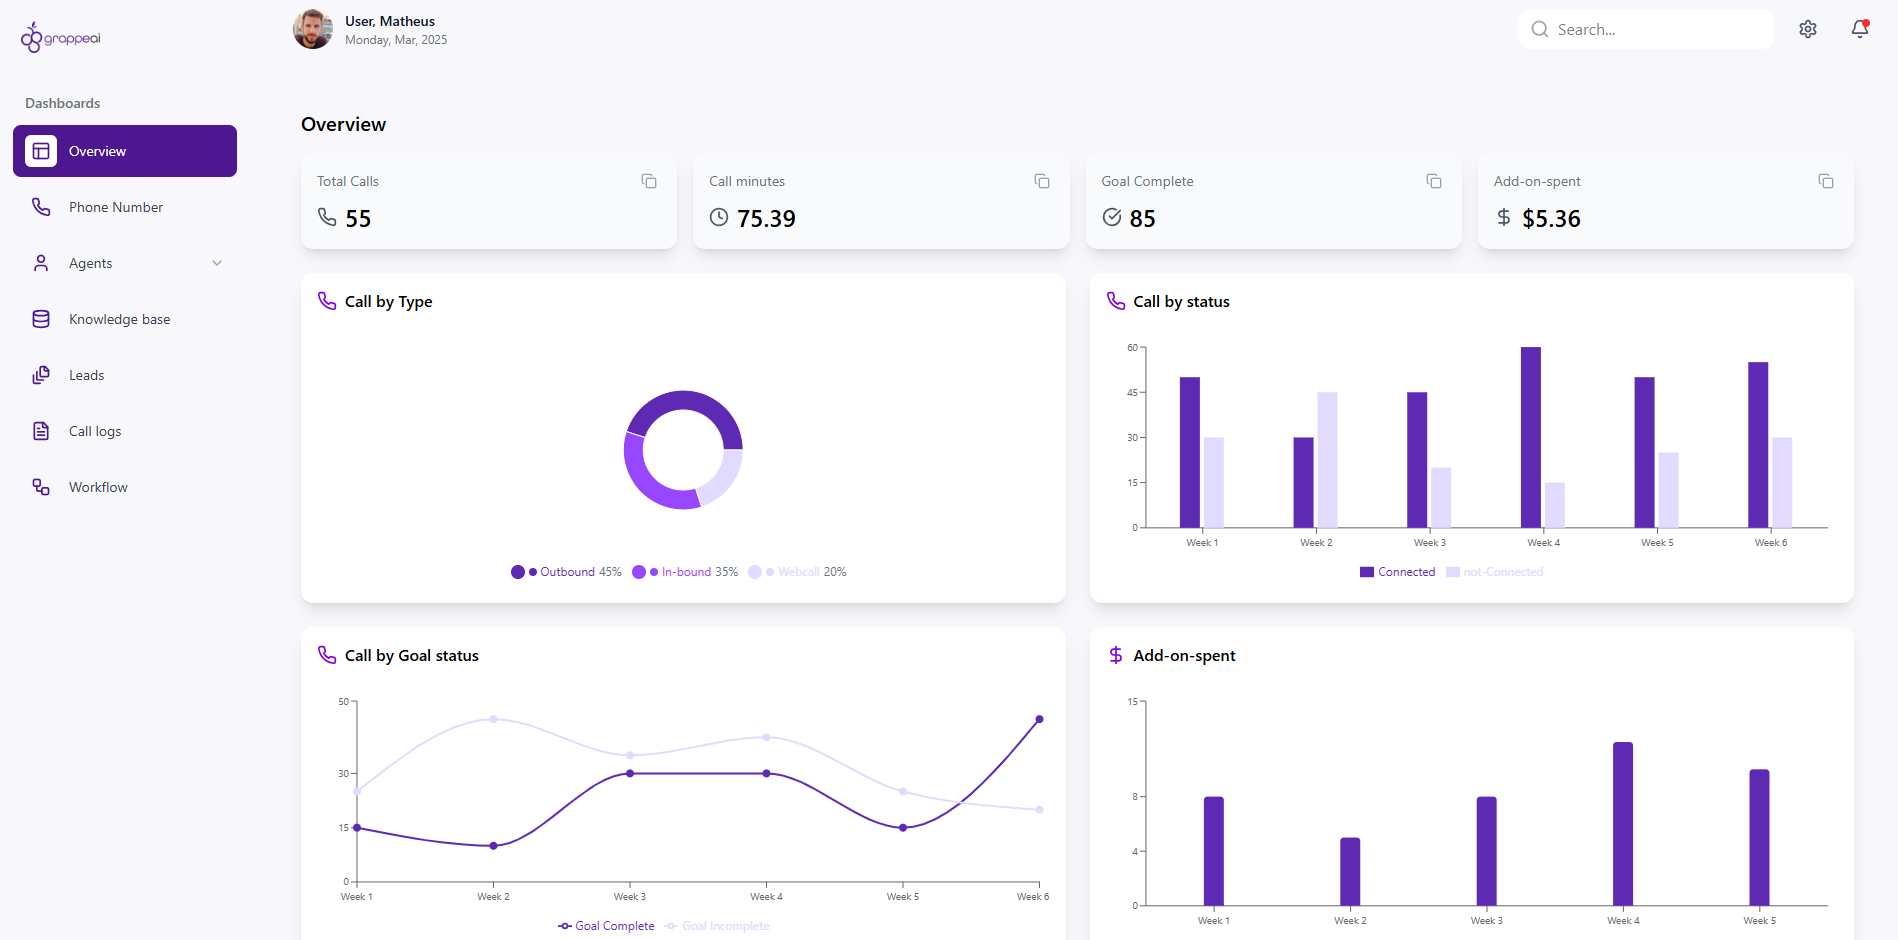 grappeai
User, Matheus
Monday, Mar, 2025
Search...
Dashboards
Overview
Phone Number
Agents
Knowledge base
Leads
Call logs
Workflow
Overview
Total Calls
55
Call minutes
75.39
Goal Complete
85
Add-on-spent
$5.36
Call by Type
Outbound 45% In-bound 35% Webcall 20%
Call by status
60
45
30
15
0
Week 1 Week 2 Week 3 Week 4 Week 5 Week 6
Connected not-Connected
Call by Goal status
50
30
15
0
Week 1 Week 2 Week 3 Week 4 Week 5 Week 6
Goal Complete Goal Incomplete
Add-on-spent
15
8
4
0
Week 1 Week 2 Week 3 Week 4 Week 5